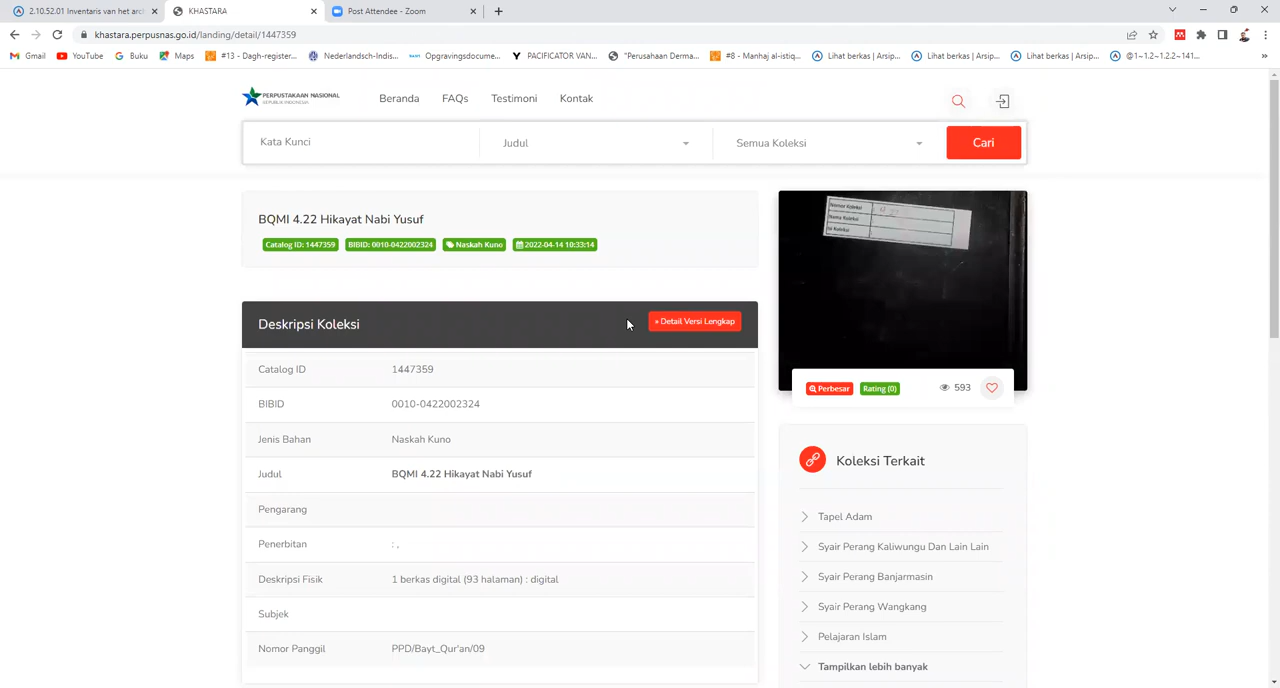 2.10.52.01 Inventaris van het arc
KHASTARA
Post Attendee - Zoom
khastara.perpusnas.go.id/landing/detail/1447359
Gmail
YouTube
Buku
Maps
#13 - Dagh-register...
Nederlandsch-Indis...
Opgravingsdocume...
PACIFICATOR VAN...
"Perusahaan Derma...
#8 - Manhaj al-istiq...
Lihat berkas | Arsip...
Lihat berkas | Arsip...
Lihat berkas | Arsip...
@1~1.2~1.2.2~141...
PERPUSTAKAAN NASIONAL
REPUBLIK INDONESIA
Beranda
FAQs
Testimoni
Kontak
Kata Kunci
Judul
Semua Koleksi
Cari
BQMI 4.22 Hikayat Nabi Yusuf
Catalog ID: 1447359
BIBID: 0010-0422002324
Naskah Kuno
2022-04-14 10:33:14
Deskripsi Koleksi
» Detail Versi Lengkap
Catalog ID 1447359
BIBID 0010-0422002324
Jenis Bahan Naskah Kuno
Judul BQMI 4.22 Hikayat Nabi Yusuf
Pengarang
Penerbitan : ,
Deskripsi Fisik 1 berkas digital (93 halaman) : digital
Subjek
Nomor Panggil PPD/Bayt_Qur'an/09
Nomor Koleksi
Nama Koleksi
Isi Koleksi
Perbesar
Rating (0)
593
Koleksi Terkait
Tapel Adam
Syair Perang Kaliwungu Dan Lain Lain
Syair Perang Banjarmasin
Syair Perang Wangkang
Pelajaran Islam
Tampilkan lebih banyak